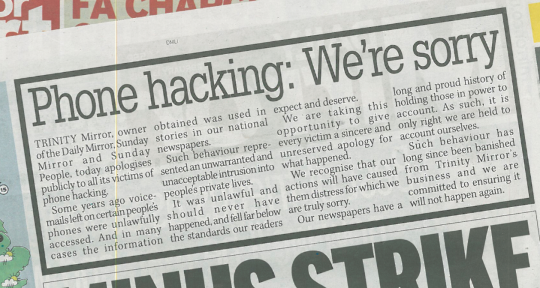 FA CHARA
DMLI
Phone hacking: We're sorry
TRINITY Mirror, owner
of the Daily Mirror, Sunday
Mirror and Sunday
People, today apologises
publicly to all its victims of
phone hacking.
Some years ago voice-
mails left on certain people's
phones were unlawfully
accessed. And in many
cases the information
obtained was used in
stories in our national
newspapers.
Such behaviour repre-
sented an unwarranted and
unacceptable intrusion into
people's private lives.
It was unlawful and
should never have
happened, and fell far below
the standards our readers
expect and deserve.
We are taking this
opportunity to give
every victim a sincere and
unreserved apology for
what happened.
We recognise that our
actions will have caused
them distress for which we
are truly sorry.
Our newspapers have a
long and proud history of
holding those in power to
account. As such, it is
only right we are held to
account ourselves.
Such behaviour has
long since been banished
from Trinity Mirror's
business and we are
committed to ensuring it
will not happen again.
MINUS STRIKE